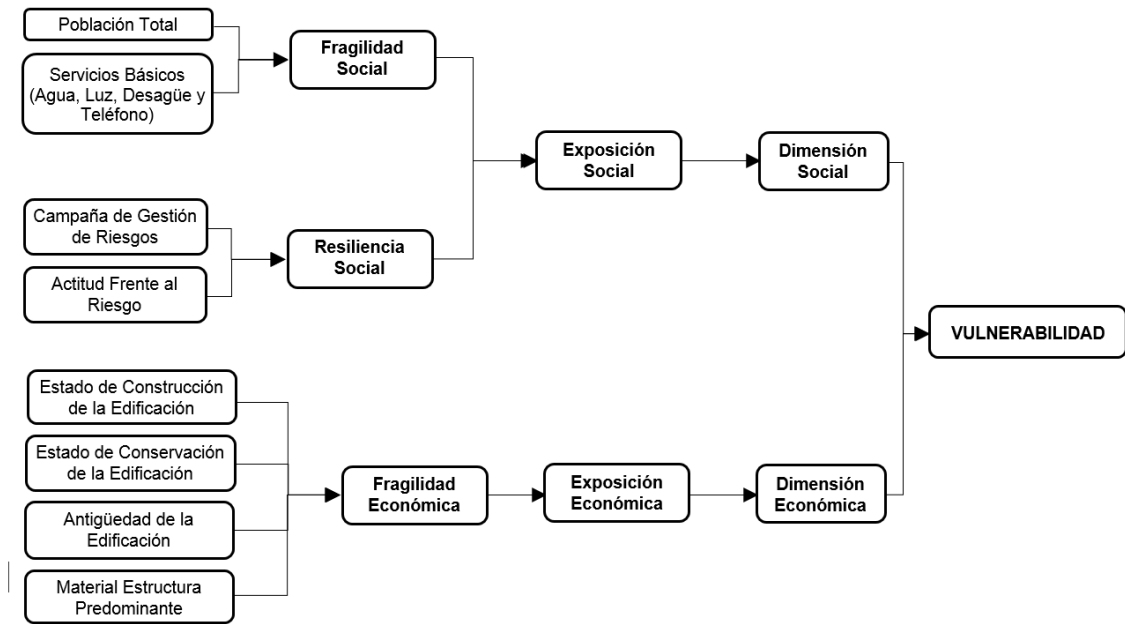 Población Total
Servicios Básicos
(Agua, Luz, Desagüe y
Teléfono)
Fragilidad
Social
Campaña de Gestión
de Riesgos
Actitud Frente al
Riesgo
Resiliencia
Social
Exposición
Social
Dimensión
Social
VULNERABILIDAD
Estado de Construcción
de la Edificación
Estado de Conservación
de la Edificación
Antigüedad de la
Edificación
Material Estructura
Predominante
Fragilidad
Económica
Exposición
Económica
Dimensión
Económica